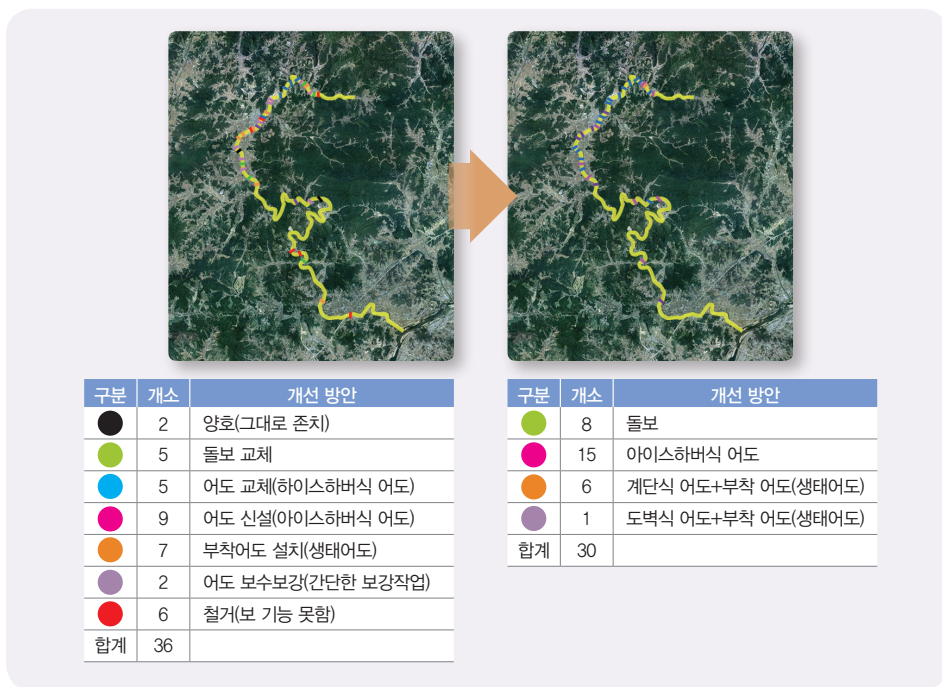 구분 개소 개선 방안
2 양호(그대로 존치)
5 돌보 교체
5 어도 교체(하이스하버식 어도)
9 어도 신설(아이스하버식 어도)
7 부착어도 설치(생태어도)
2 어도 보수보강(간단한 보강작업)
6 철거(보 기능 못함)
합계 36
구분 개소 개선 방안
8 돌보
15 아이스하버식 어도
6 계단식 어도+부착 어도(생태어도)
1 도벽식 어도+부착 어도(생태어도)
합계 30